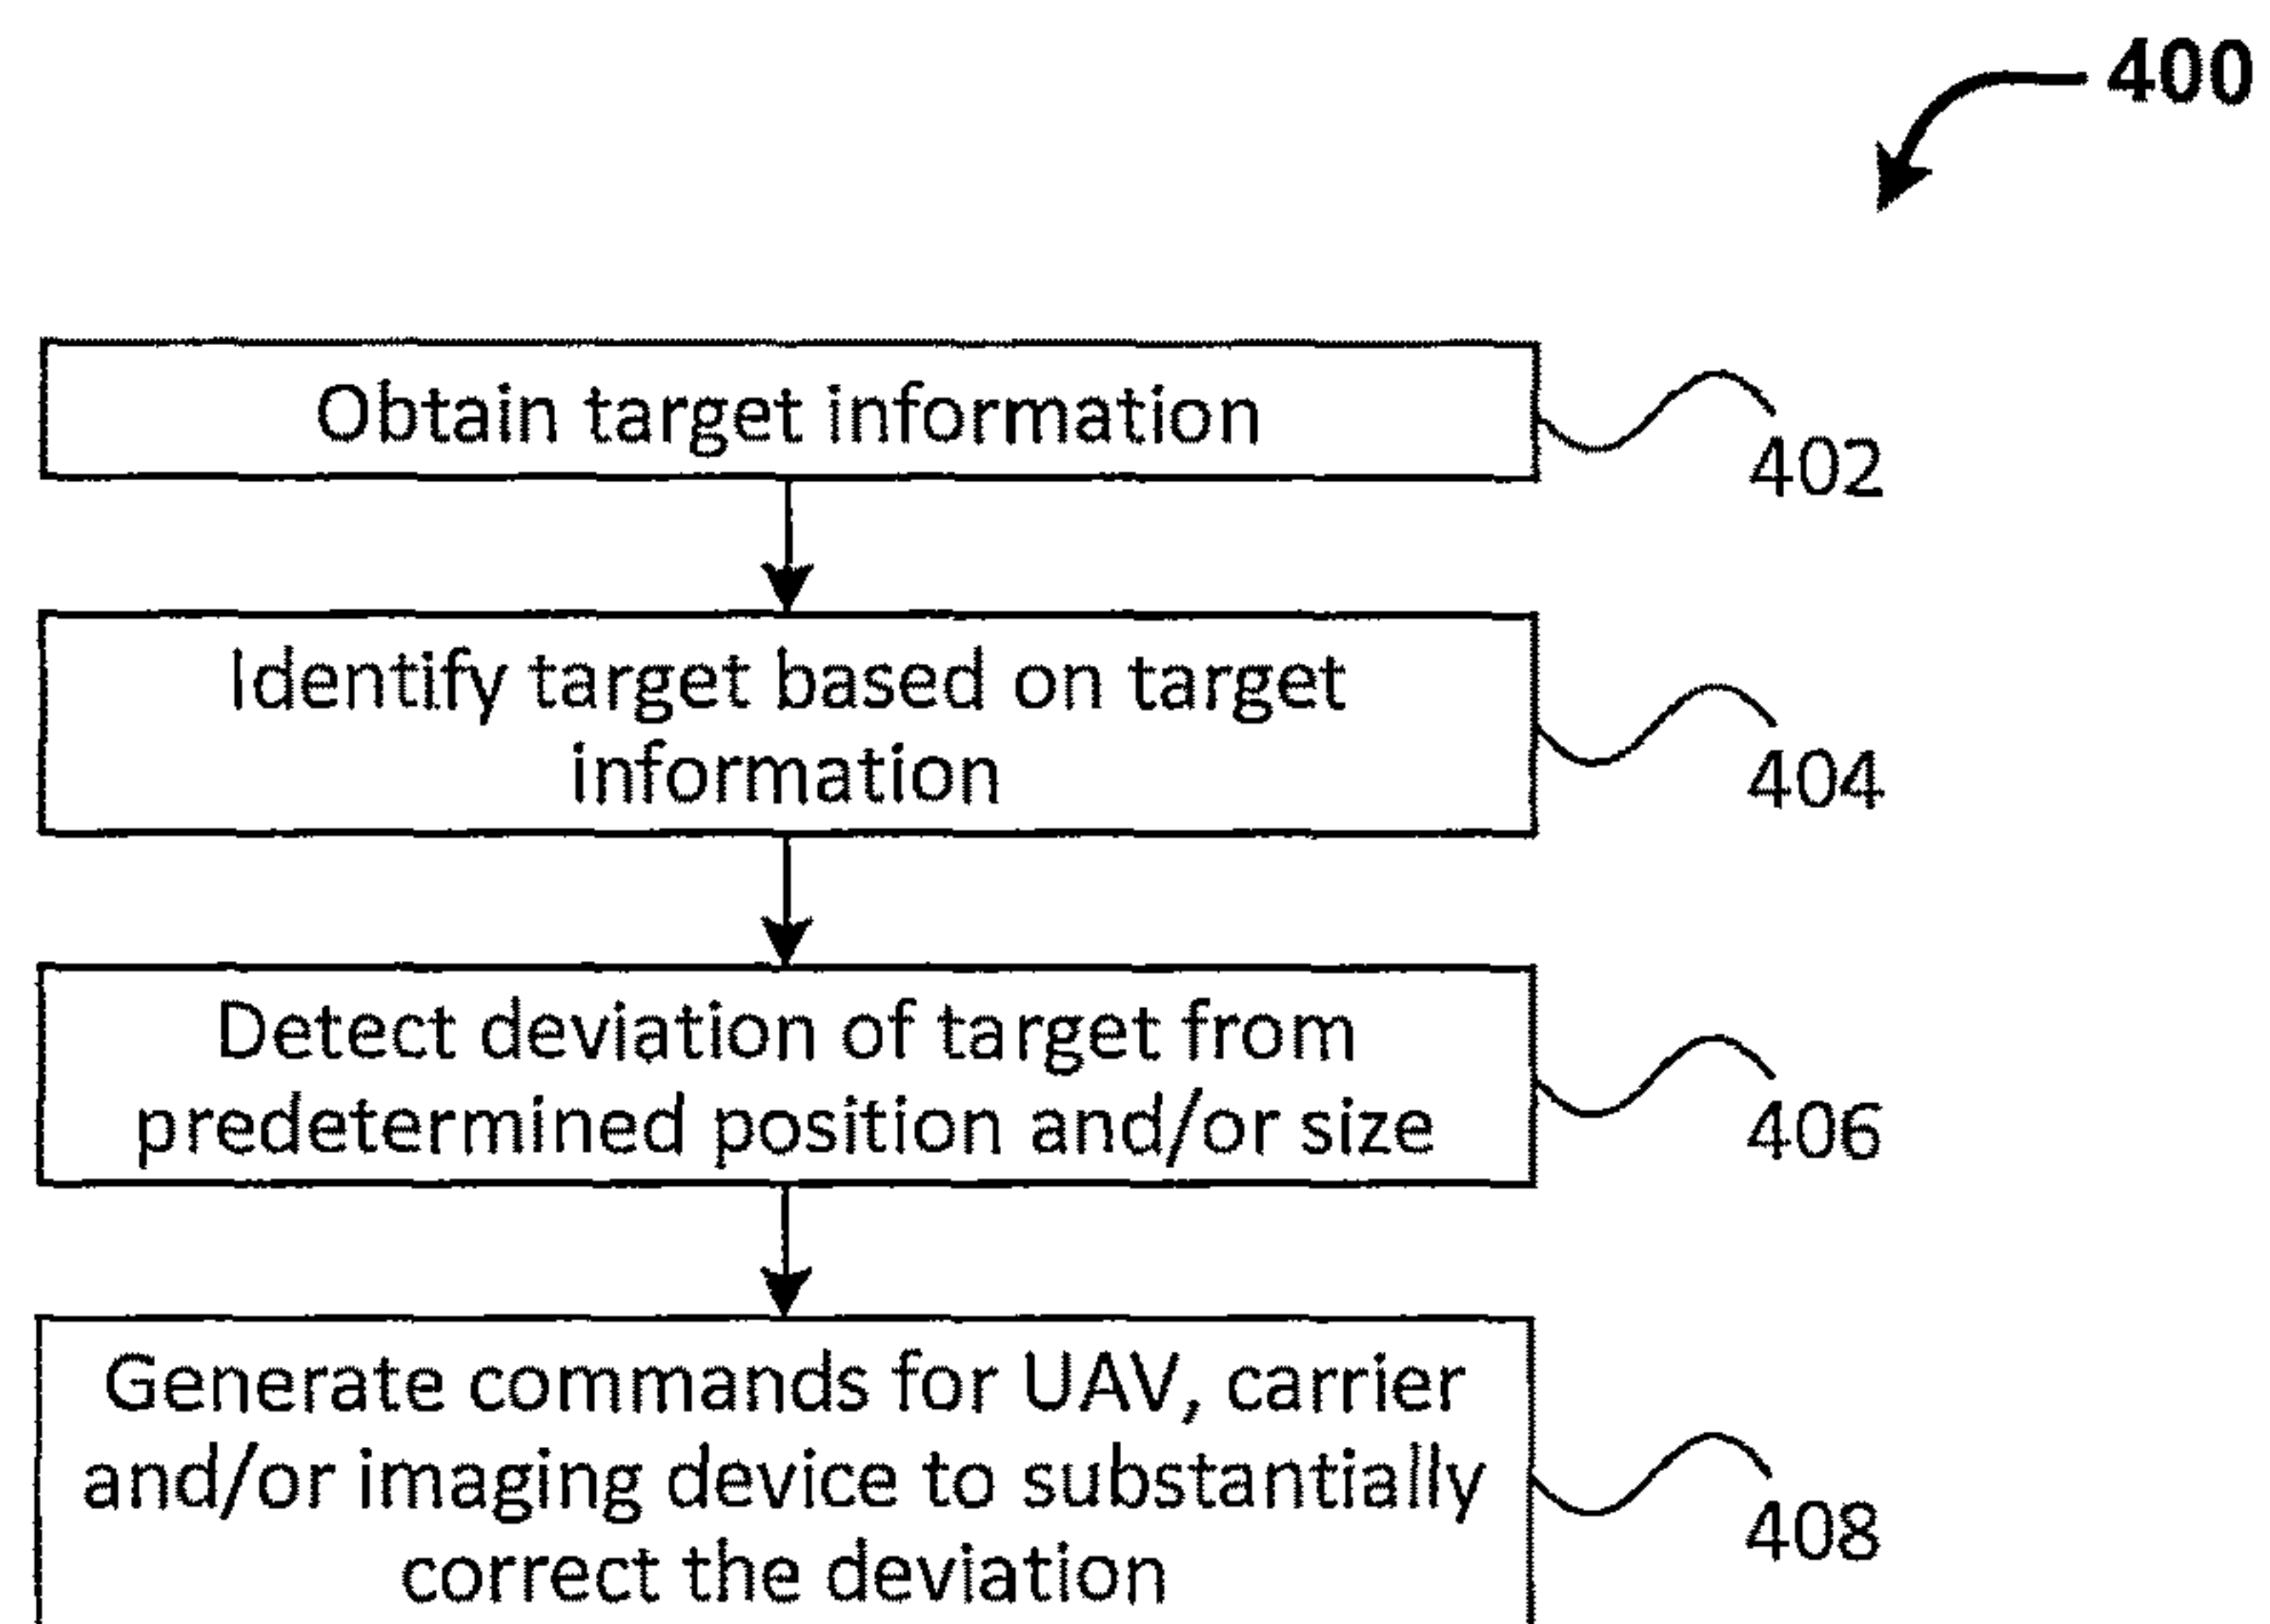 400
Obtain target information
402
Identify target based on target
information
404
Detect deviation of target from
predetermined position and/or size
406
Generate commands for UAV, carrier
and/or imaging device to substantially
correct the deviation
408